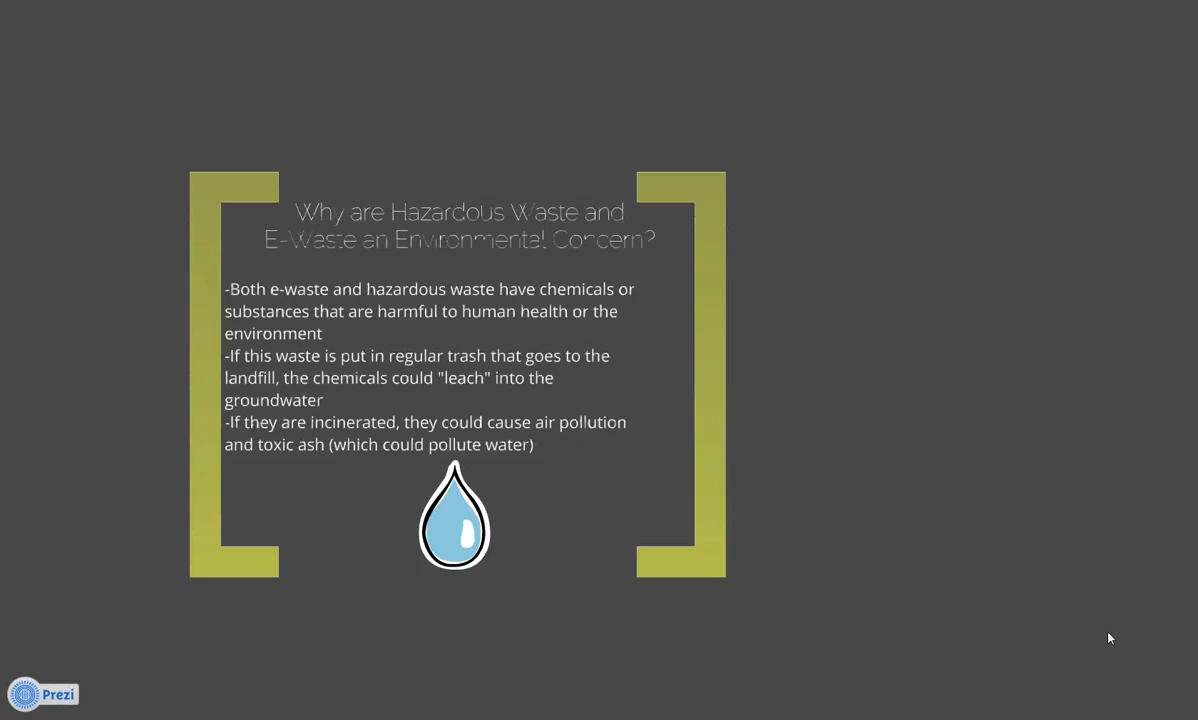 Why are Hazardous Waste and
E-Waste an Environmental Concern?
-Both e-waste and hazardous waste have chemicals or
substances that are harmful to human health or the
environment
-If this waste is put in regular trash that goes to the
landfill, the chemicals could "leach" into the
groundwater
-If they are incinerated, they could cause air pollution
and toxic ash (which could pollute water)
Prezi